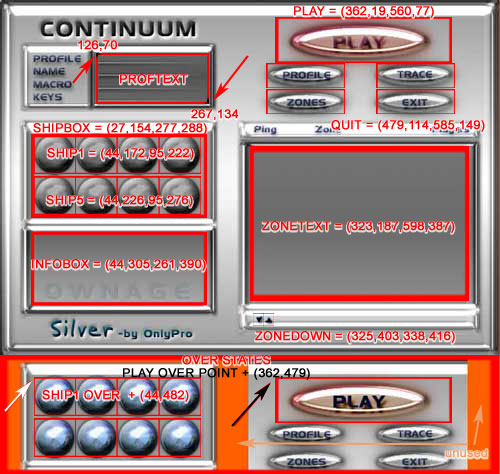 CONTINUUM
PLAY = (362,19,560,77)
126,70
PLAY
PROFILE
NAME
MACRO
KEYS
PROFTEXT
PROFILE
TRACE
ZONES
EXIT
267,134
SHIPBOX = (27,154,277,288)
QUIT = (479,114,585,149)
Ping
SHIP1 = (44,172,95,222)
SHIP5 = (44,226,95,276)
ZONETEXT = (323,187,598,387)
INFOBOX = (44,305,261,390)
OWNAGE
Silver -by OnlyPro
ZONEDOWN = (325,403,338,416)
OVER STATES
PLAY OVER POINT + (362,479)
SHIP1 OVER + (44,482)
PLAY
PROFILE
TRACE
unused
ZONES
EXIT